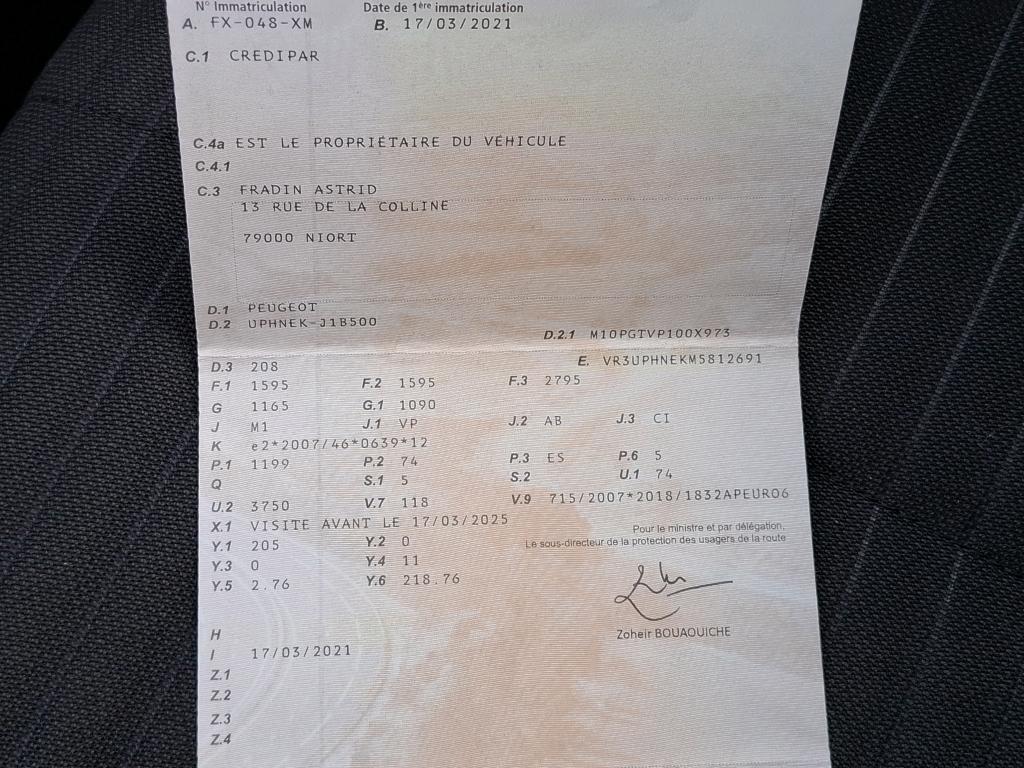 N° Immatriculation Date de 1ère immatriculation
A. FX-048-XM B. 17/03/2021
C.1 CREDIPAR
C.4a EST LE PROPRIÉTAIRE DU VÉHICULE
C.4.1
C.3 FRADIN ASTRID
13 RUE DE LA COLLINE
79000 NIORT
D.1 PEUGEOT
D.2 UPHNEK-J1B500
D.2.1 M10PGTVP100X973
D.3 208 E. VR3UPHNEKM5812691
F.1 1595 F.2 1595 F.3 2795
G 1165 G.1 1090
J M1 J.1 VP J.2 AB J.3 CI
K e2*2007/46*0639*12
P.1 1199 P.2 74 P.3 ES P.6 5
Q S.1 5 S.2 U.1 74
U.2 3750 V.7 118 V.9 715/2007*2018/1832APEURO6
X.1 VISITE AVANT LE 17/03/2025
Pour le ministre et par délégation,
Y.1 205 Y.2 0 Le sous-directeur de la protection des usagers de la route
Y.3 0 Y.4 11
Y.5 2.76 Y.6 218.76
Zoheir BOUAOUICHE
H
I 17/03/2021
Z.1
Z.2
Z.3
Z.4